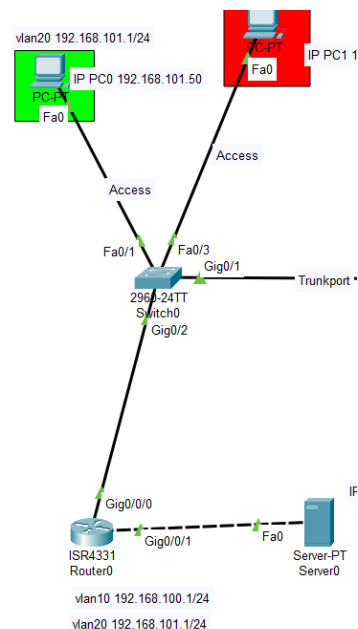 vlan20 192.168.101.1/24
PC-PT
IP PC1 1
IP PC0 192.168.101.50
PC-PT
Fa0
Fa0
Access
Access
Fa0/1
Fa0/3
Gig0/1
2960-24TT
Trunkport
Switch0
Gig0/2
Gig0/0/0
IP
ISR4331
Gig0/0/1
Fa0
Server-PT
Router0
Server0
vlan10 192.168.100.1/24
vlan20 192.168.101.1/24